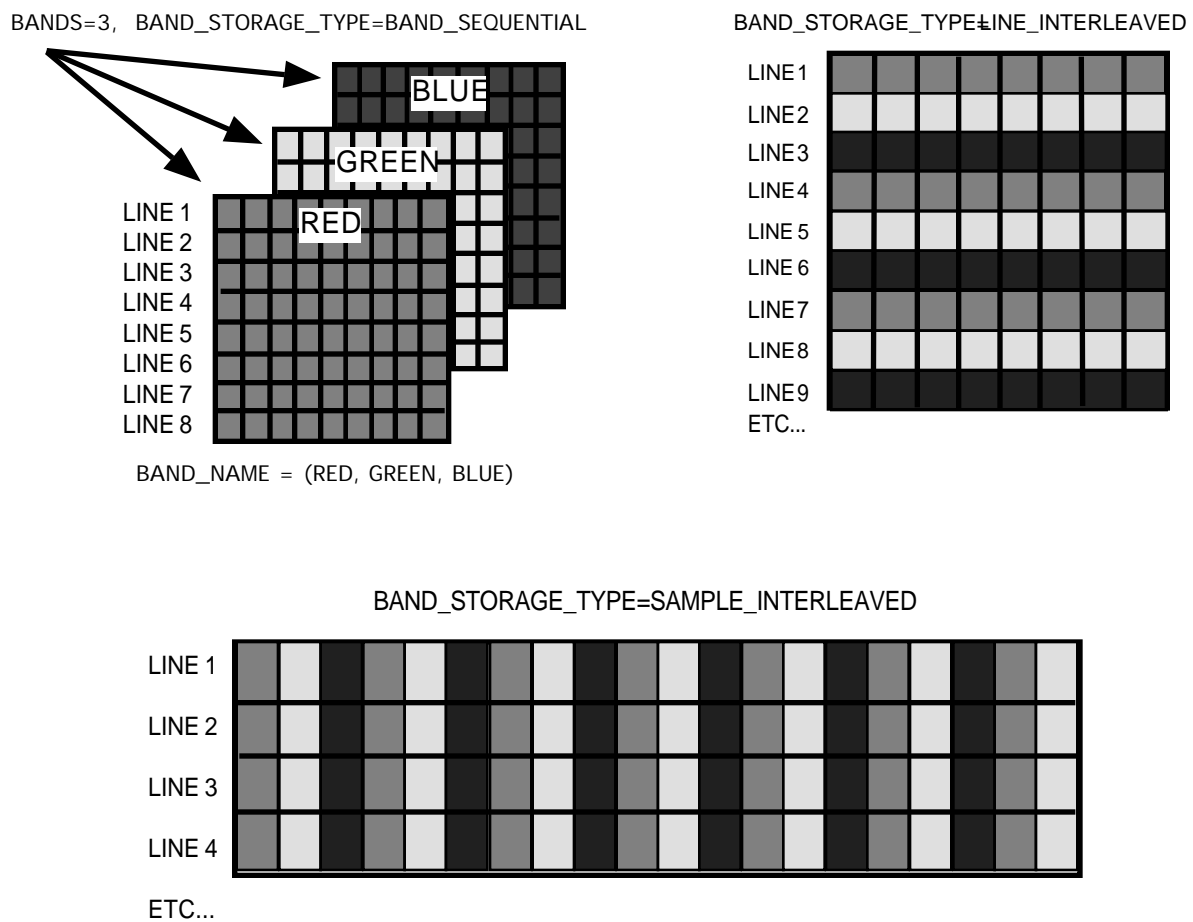 BANDS=3, BAND_STORAGE_TYPE=BAND_SEQUENTIAL
BLUE
GREEN
RED
LINE 1
LINE 2
LINE 3
LINE 4
LINE 5
LINE 6
LINE 7
LINE 8
BAND_NAME = (RED, GREEN, BLUE)
BAND_STORAGE_TYPE=LINE_INTERLEAVED
LINE1
LINE2
LINE3
LINE4
LINE 5
LINE 6
LINE7
LINE8
LINE9
ETC...
BAND_STORAGE_TYPE=SAMPLE_INTERLEAVED
LINE 1
LINE 2
LINE 3
LINE 4
ETC...